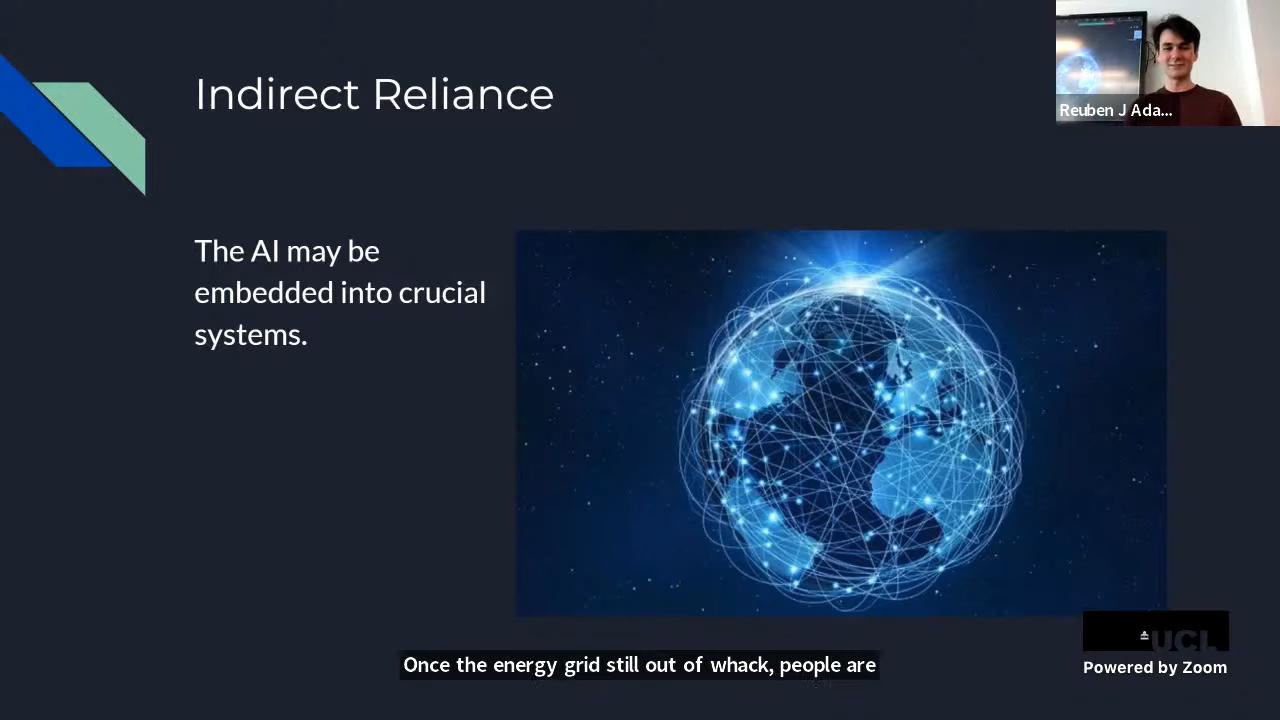 Indirect Reliance
Reuben J Ada...
The AI may be
embedded into crucial
systems.
UCL
Once the energy grid still out of whack, people are
Powered by Zoom